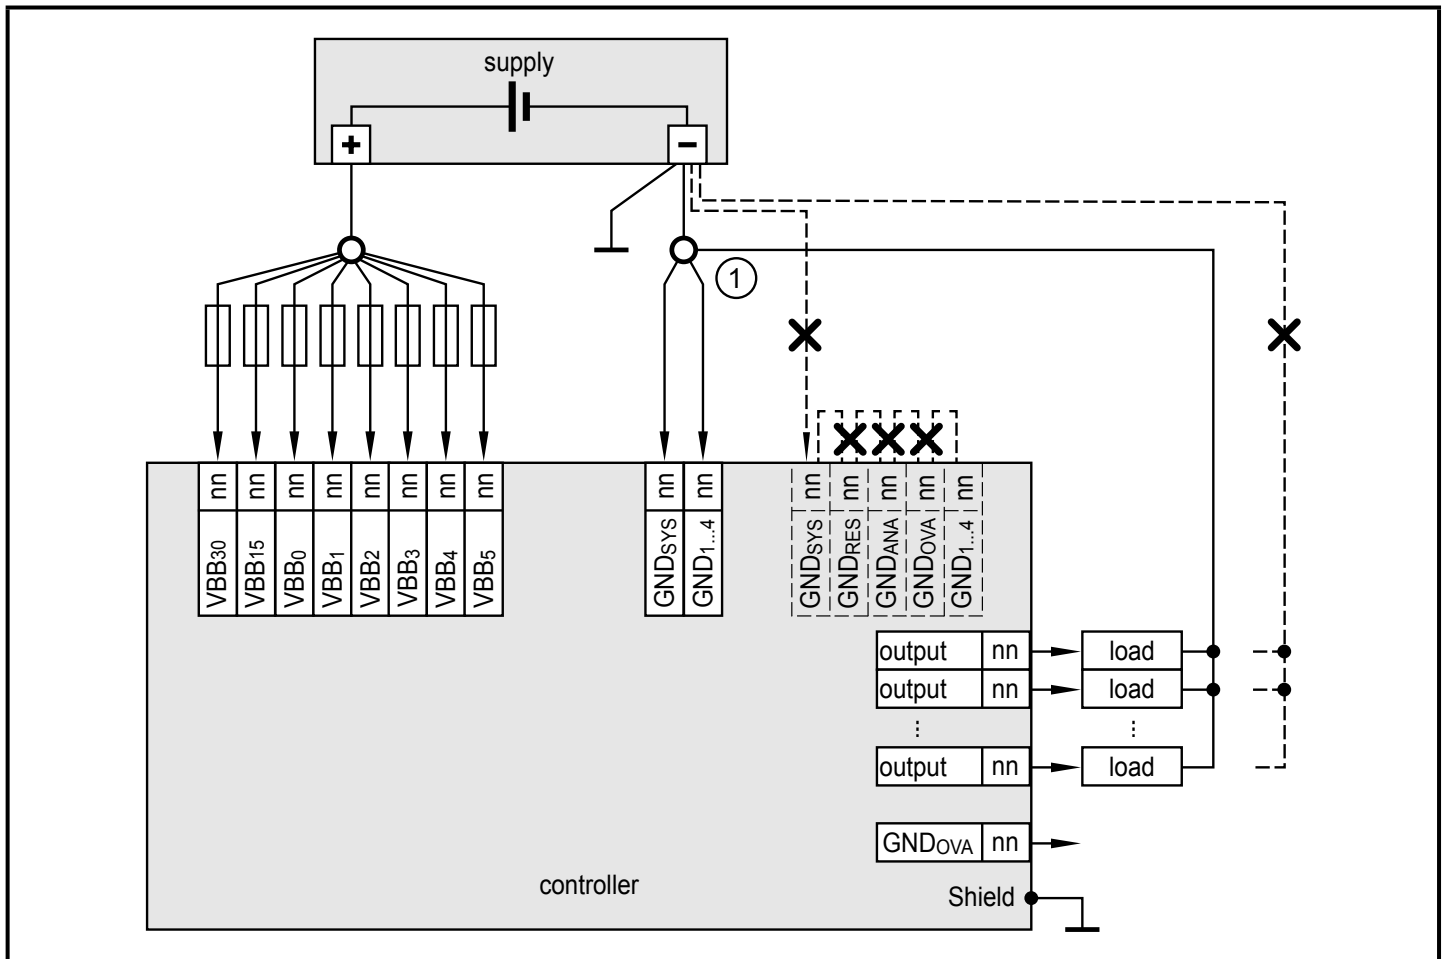 supply
+
−
1
nn nn nn nn nn nn nn nn
VBB30 VBB15 VBB0 VBB1 VBB2 VBB3 VBB4 VBB5
nn nn
GNDSYS GND1...4
nn nn nn nn nn
GNDSYS GNDRES GNDANA GNDOVA GND1...4
output nn load
output nn load
output nn load
GNDOVA nn
controller
Shield